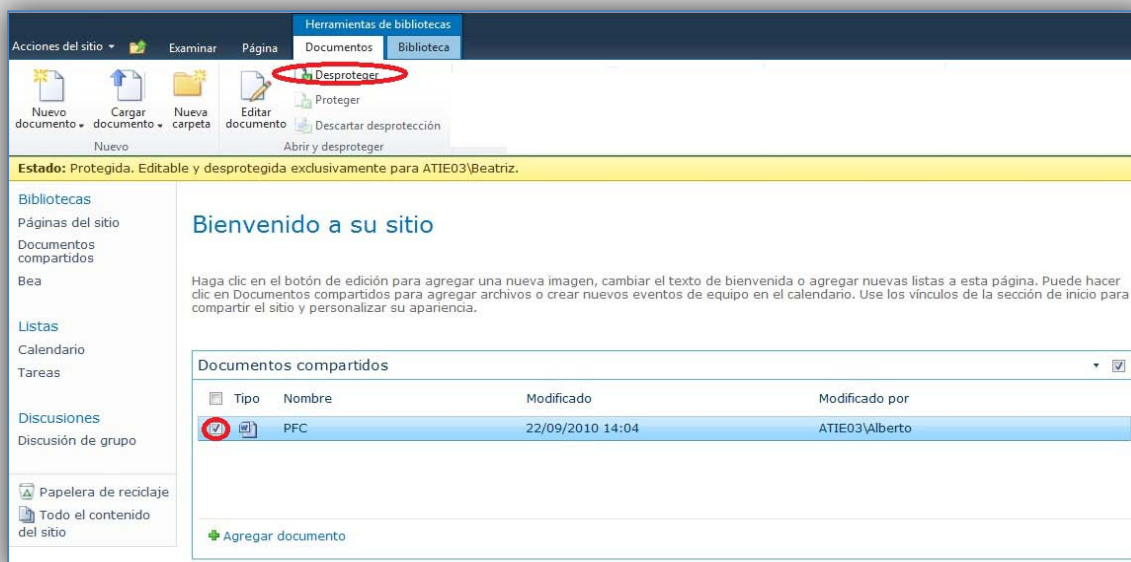 Herramientas de bibliotecas
Acciones del sitio
Examinar
Página
Documentos
Biblioteca
Nuevo
documento
Cargar
documento
Nueva
carpeta
Editar
documento
Desproteger
Proteger
Descartar desprotección
Nuevo
Abrir y desproteger
Estado: Protegida. Editable y desprotegida exclusivamente para ATIE03\Beatriz.
Bibliotecas
Páginas del sitio
Documentos
compartidos
Bea
Listas
Calendario
Tareas
Discusiones
Discusión de grupo
Papelera de reciclaje
Todo el contenido
del sitio
Bienvenido a su sitio
Haga clic en el botón de edición para agregar una nueva imagen, cambiar el texto de bienvenida o agregar nuevas listas a esta página. Puede hacer
clic en Documentos compartidos para agregar archivos o crear nuevos eventos de equipo en el calendario. Use los vínculos de la sección de inicio para
compartir el sitio y personalizar su apariencia.
Documentos compartidos
Tipo Nombre Modificado Modificado por
PFC 22/09/2010 14:04 ATIE03\Alberto
Agregar documento